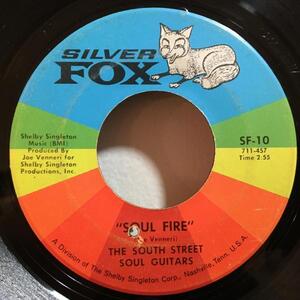 SILVER
FOX
Shelby Singleton
Music (BMI)
Produced By
Joe Venneri for
Shelby Singleton
Productions, Inc.
SF-10
711-457
Time 2:55
"SOUL FIRE"
Venneri)
THE SOUTH STREET
SOUL GUITARS
A Division of The Shelby Singleton Corp., Nashville, Tenn. U.S.A.